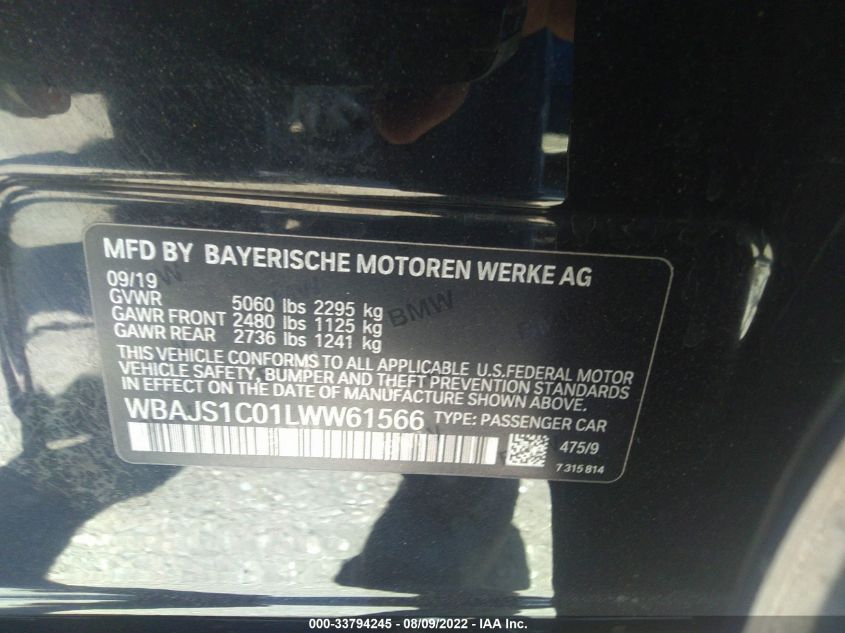 MFD BY BAYERISCHE MOTOREN WERKE AG
09/19
GVWR 5060 lbs 2295 kg
GAWR FRONT 2480 lbs 1125 kg
GAWR REAR 2736 lbs 1241 kg
THIS VEHICLE CONFORMS TO ALL APPLICABLE U.S.FEDERAL MOTOR
VEHICLE SAFETY, BUMPER AND THEFT PREVENTION STANDARDS
IN EFFECT ON THE DATE OF MANUFACTURE SHOWN ABOVE.
WBAJS1C01LWW61566 TYPE: PASSENGER CAR
475/9
7 315 814
BMW
000-33794245 - 08/09/2022 - IAA Inc.